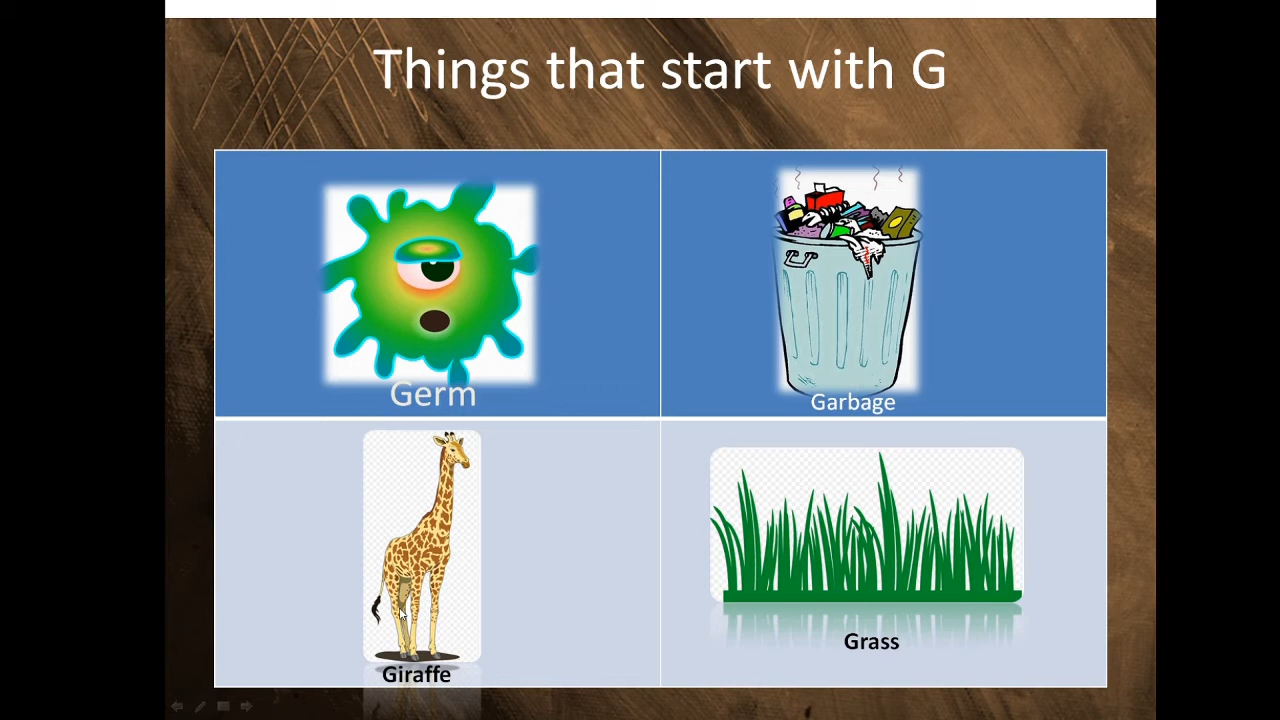 Things that start with G
Germ
Garbage
Giraffe
Grass